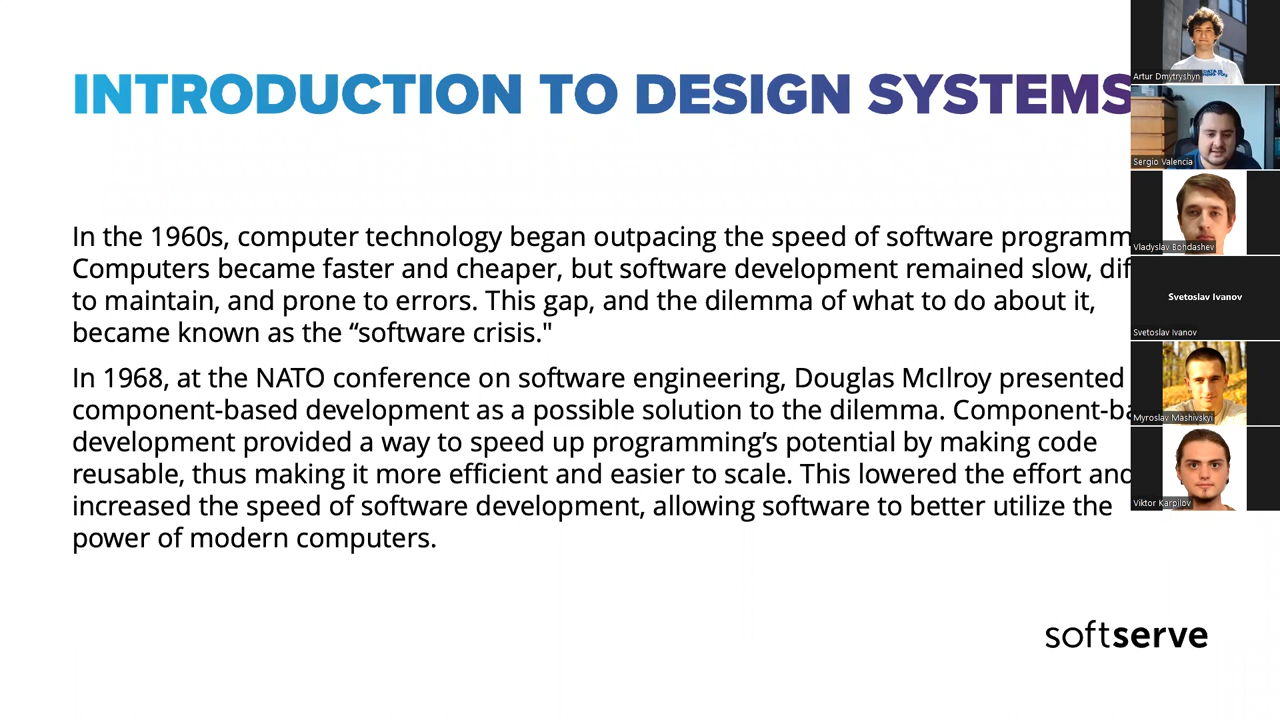 INTRODUCTION TO DESIGN SYSTEMS
In the 1960s, computer technology began outpacing the speed of software programm
Computers became faster and cheaper, but software development remained slow, dif
to maintain, and prone to errors. This gap, and the dilemma of what to do about it,
became known as the “software crisis."
In 1968, at the NATO conference on software engineering, Douglas McIlroy presented
component-based development as a possible solution to the dilemma. Component-ba
development provided a way to speed up programming’s potential by making code
reusable, thus making it more efficient and easier to scale. This lowered the effort and
increased the speed of software development, allowing software to better utilize the
power of modern computers.
softserve
Artur Dmytryshyn
Sergio Valencia
Vladyslav Bohdashev
Svetoslav Ivanov
Svetoslav Ivanov
Myroslav Mashivskyi
Viktor Karpilov